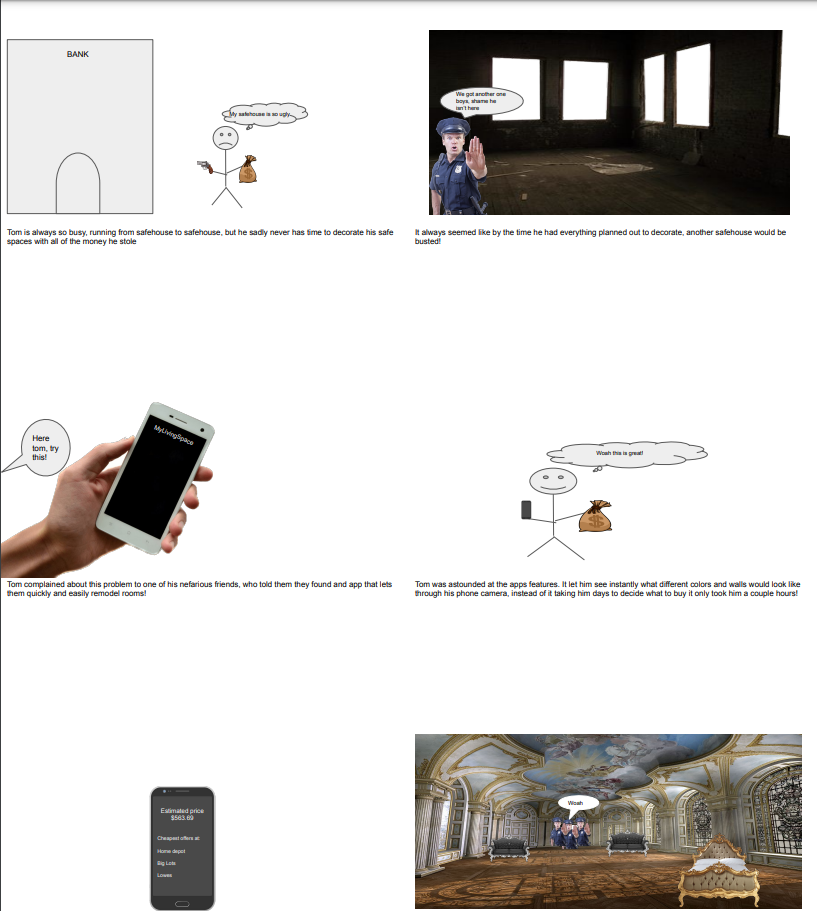 BANK
My safehouse is so ugly
We got another one
boys, shame he
isn't here
Tom is always so busy, running from safehouse to safehouse, but he sadly never has time to decorate his safe
spaces with all of the money he stole
It always seemed like by the time he had everything planned out to decorate, another safehouse would be
busted!
Here
tom, try
this!
MyLivingSpace
Woah this is great!
Tom complained about this problem to one of his nefarious friends, who told them they found and app that lets
them quickly and easily remodel rooms!
Tom was astounded at the apps features. It let him see instantly what different colors and walls would look like
through his phone camera, instead of it taking him days to decide what to buy it only took him a couple hours!
Estimated price
$563.69
Cheapest offers at:
Home depot
Big Lots
Lowes
Woah